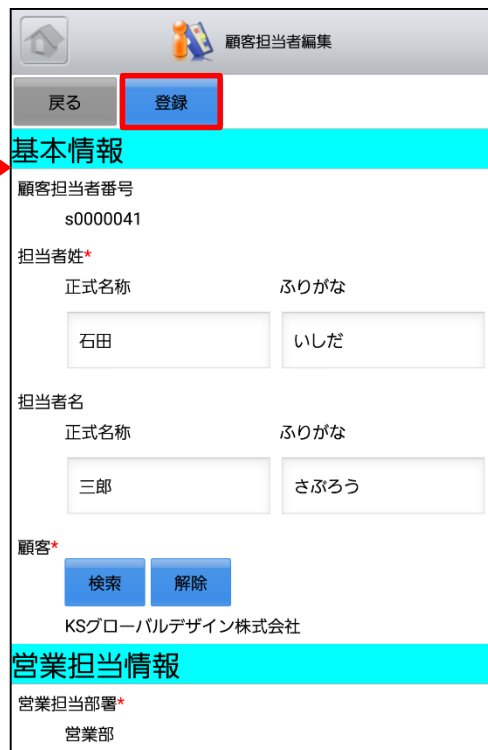 顧客担当者編集
戻る 登録
基本情報
顧客担当者番号
s0000041
担当者姓*
正式名称 ふりがな
石田 いしだ
担当者名
正式名称 ふりがな
三郎 さぶろう
顧客*
検索 解除
KSグローバルデザイン株式会社
営業担当情報
営業担当部署*
営業部